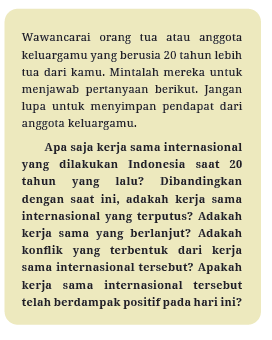 Wawancarai orang tua atau anggota
keluargamu yang berusia 20 tahun lebih
tua dari kamu. Mintalah mereka untuk
menjawab pertanyaan berikut. Jangan
lupa untuk menyimpan pendapat dari
anggota keluargamu.
Apa saja kerja sama internasional
yang dilakukan Indonesia saat 20
tahun yang lalu? Dibandingkan
dengan saat ini, adakah kerja sama
internasional yang terputus? Adakah
kerja sama yang berlanjut? Adakah
konflik yang terbentuk dari kerja
sama internasional tersebut? Apakah
kerja sama internasional tersebut
telah berdampak positif pada hari ini?